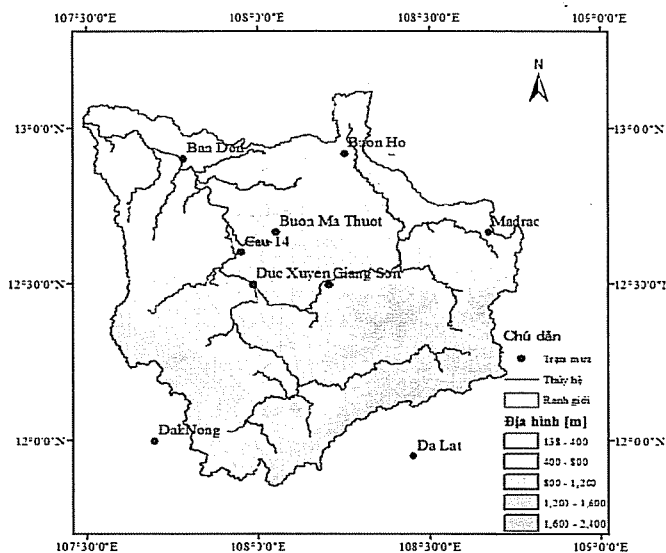 107°30'0"E 108°0'0"E 108°30'0"E 109°0'0"E
N
13°0'0"N 13°0'0"N
Ban Don
Buon Ho
Buon Ma Thuot
Madrac
Cau 14
Duc Xuyen Giang Son
12°30'0"N 12°30'0"N
Chú dẫn
Trạm mưa
Thủy hệ
Ranh giới
Địa hình [m]
138 - 400
400 - 800
800 - 1,200
1,200 - 1,600
1,600 - 2,400
DakNong
Da Lat
12°0'0"N 12°0'0"N
107°30'0"E 108°0'0"E 108°30'0"E 109°0'0"E